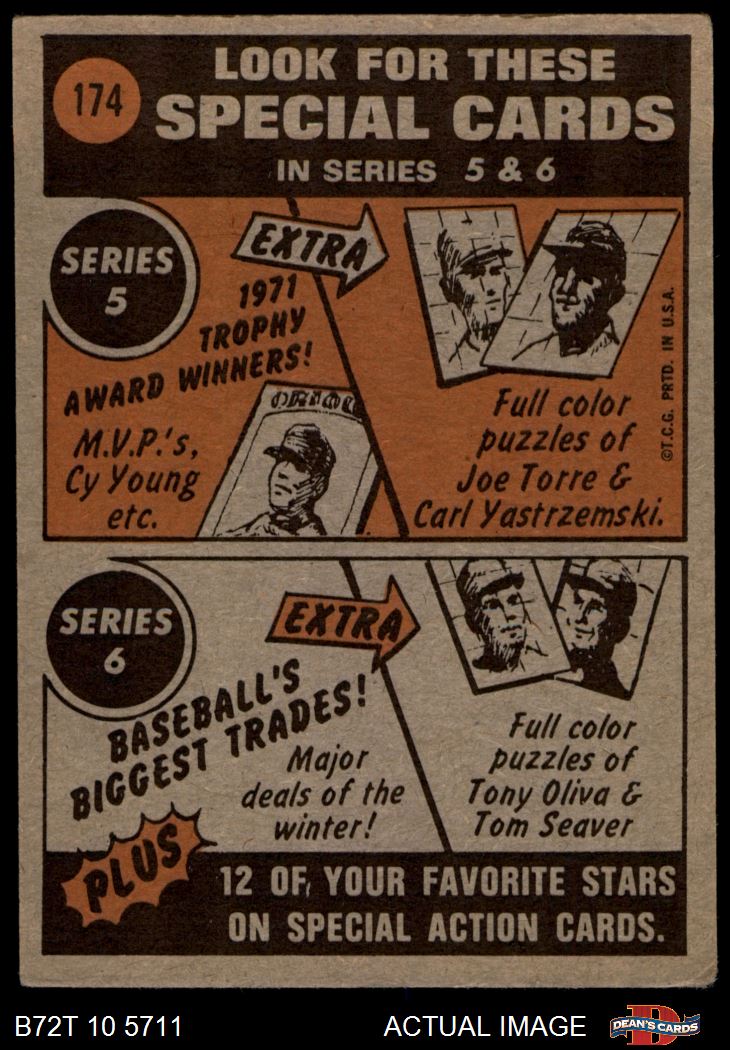 174
LOOK FOR THESE
SPECIAL CARDS
IN SERIES 5 & 6
SERIES
5
EXTRA
1971
TROPHY
AWARD WINNERS!
M.V.P.'s,
Cy Young
etc.
ORIOL
Full color
puzzles of
Joe Torre &
Carl Yastrzemski.
©T.C.G. PRTD. IN U.S.A.
SERIES
6
EXTRA
BASEBALL'S
BIGGEST TRADES!
Major
deals of the
winter!
Full color
puzzles of
Tony Oliva &
Tom Seaver
PLUS
12 OF YOUR FAVORITE STARS
ON SPECIAL ACTION CARDS.
B72T 10 5711
ACTUAL IMAGE
DEAN'S CARDS